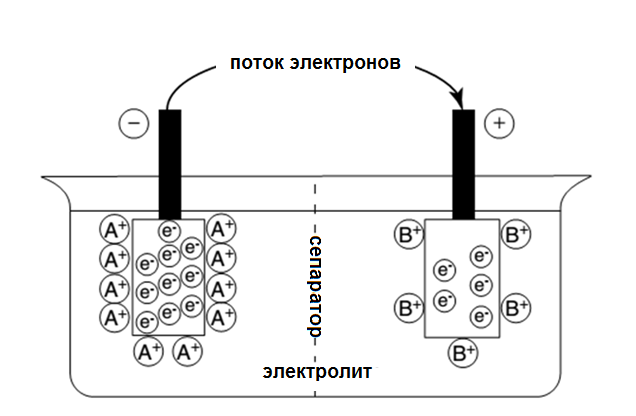 поток электронов
− +
A⁺ e⁻ A⁺ B⁺ B⁺
A⁺ e⁻ e⁻ e⁻ A⁺ e⁻ e⁻
A⁺ e⁻ e⁻ e⁻ A⁺ e⁻ e⁻
A⁺ e⁻ e⁻ e⁻ A⁺ B⁺ e⁻ B⁺
A⁺ A⁺ B⁺
сепаратор
электролит